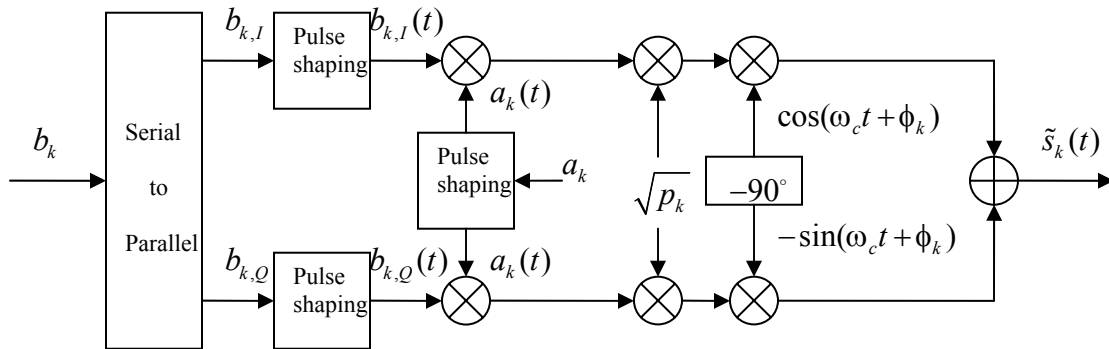 b_k
Serial
to
Parallel
b_{k,I}
Pulse
shaping
b_{k,I}(t)
a_k(t)
Pulse
shaping
a_k
b_{k,Q}
Pulse
shaping
b_{k,Q}(t)
a_k(t)
√p_k
cos(ω_c t + ϕ_k)
−90°
−sin(ω_c t + ϕ_k)
s̃_k(t)